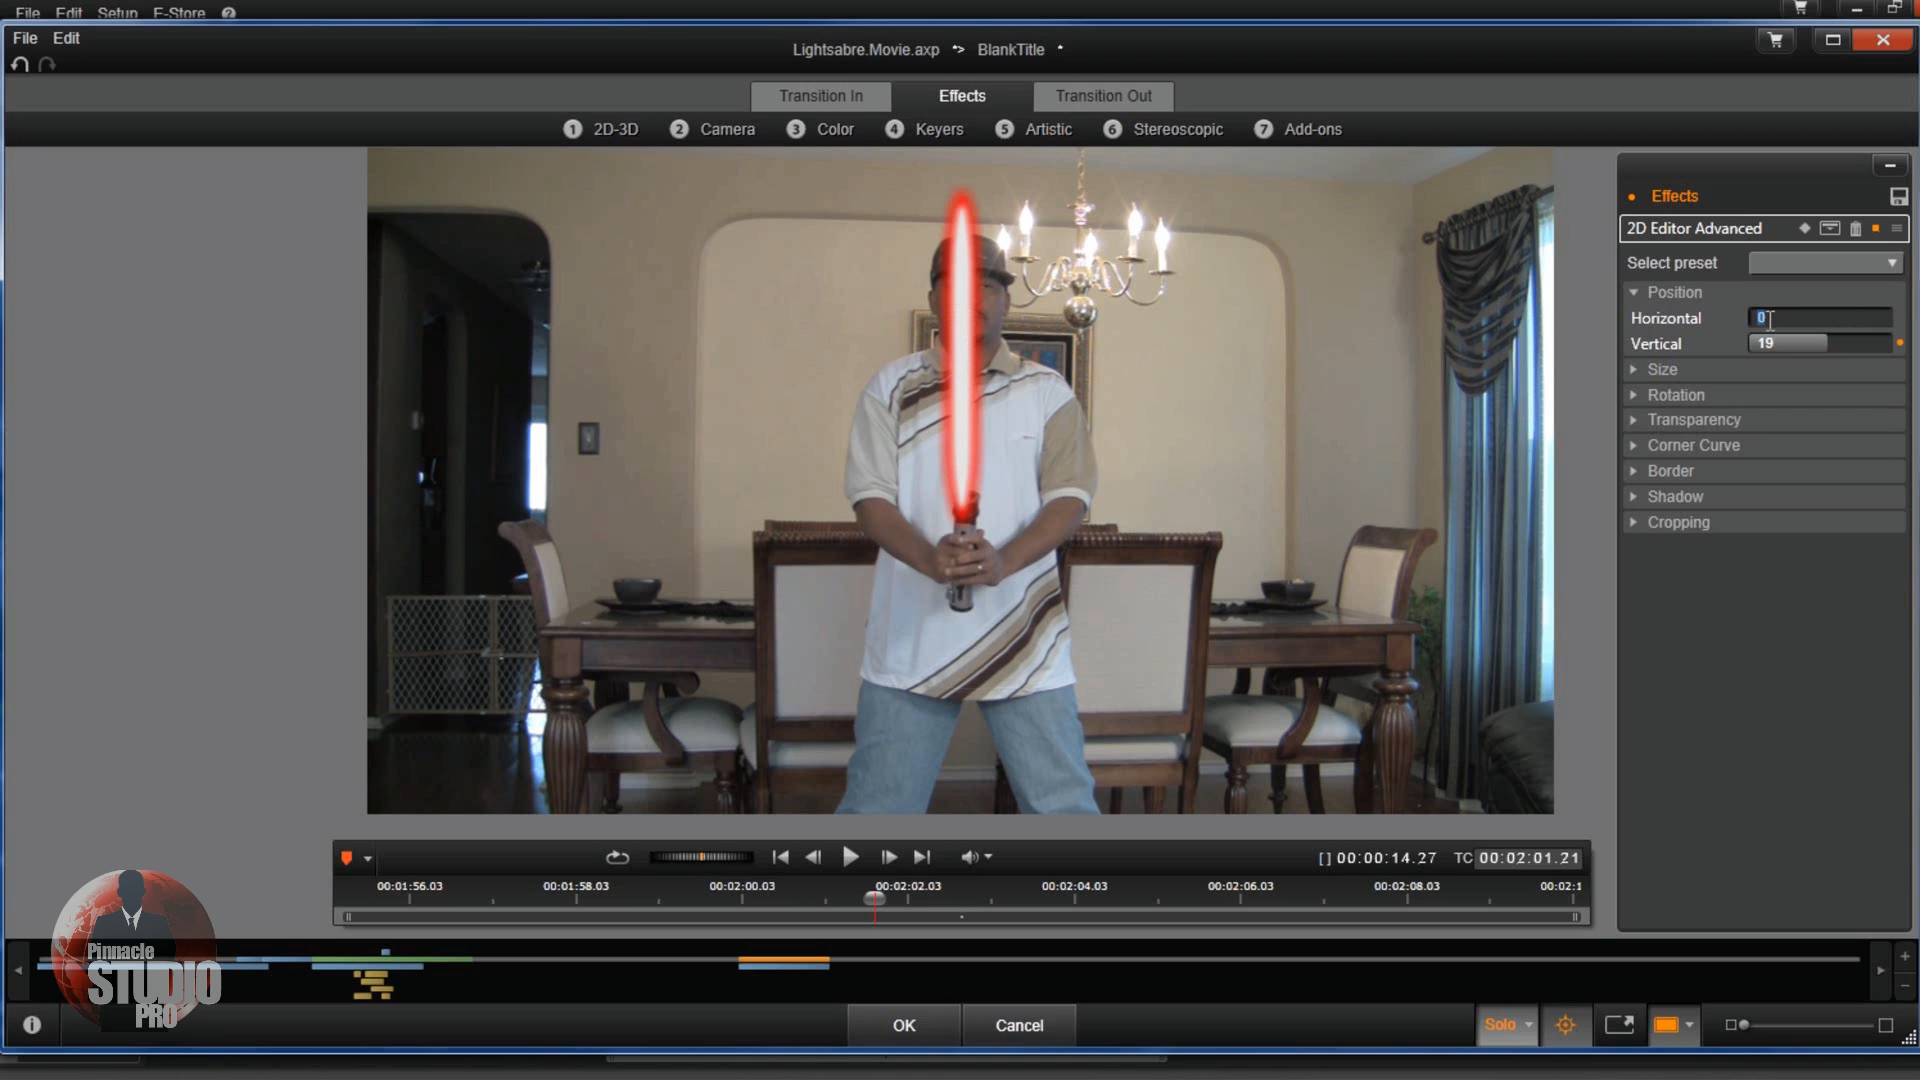 File Edit Setup E-Store ?
File Edit
Lightsabre.Movie.axp *> BlankTitle *
Transition In Effects Transition Out
1 2D-3D 2 Camera 3 Color 4 Keyers 5 Artistic 6 Stereoscopic 7 Add-ons
Effects
2D Editor Advanced
Select preset
Position
Horizontal 0
Vertical 19
Size
Rotation
Transparency
Corner Curve
Border
Shadow
Cropping
[] 00:00:14.27 TC 00:02:01.21
00:01:56.03 00:01:58.03 00:02:00.03 00:02:02.03 00:02:04.03 00:02:06.03 00:02:08.03 00:02:1
Pinnacle
STUDIO
PRO
OK Cancel
Solo